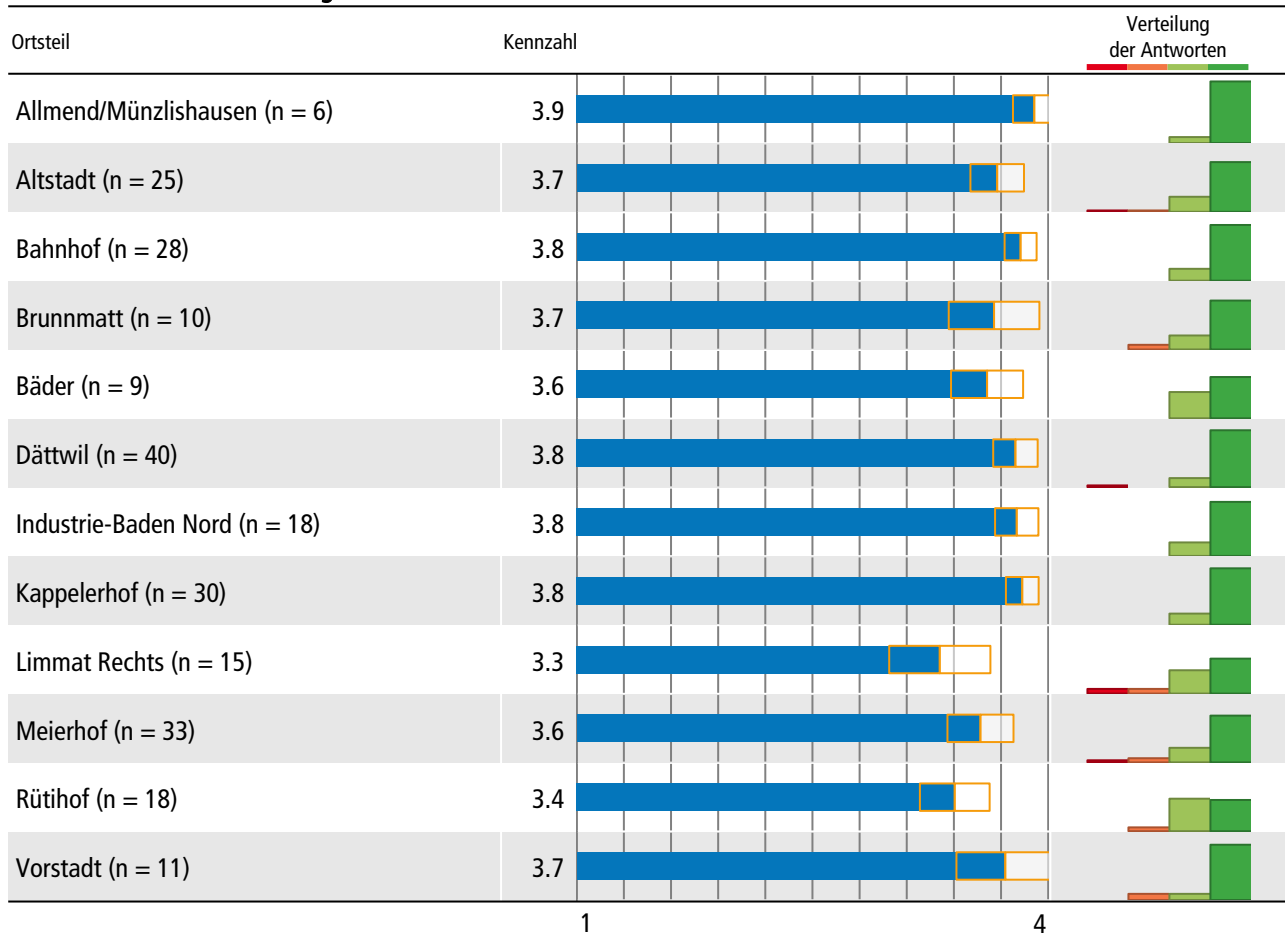 Ortsteil Kennzahl Verteilung
der Antworten
Allmend/Münzlishausen (n = 6) 3.9
Altstadt (n = 25) 3.7
Bahnhof (n = 28) 3.8
Brunnmatt (n = 10) 3.7
Bäder (n = 9) 3.6
Dättwil (n = 40) 3.8
Industrie-Baden Nord (n = 18) 3.8
Kappelerhof (n = 30) 3.8
Limmat Rechts (n = 15) 3.3
Meierhof (n = 33) 3.6
Rütihof (n = 18) 3.4
Vorstadt (n = 11) 3.7
1 4